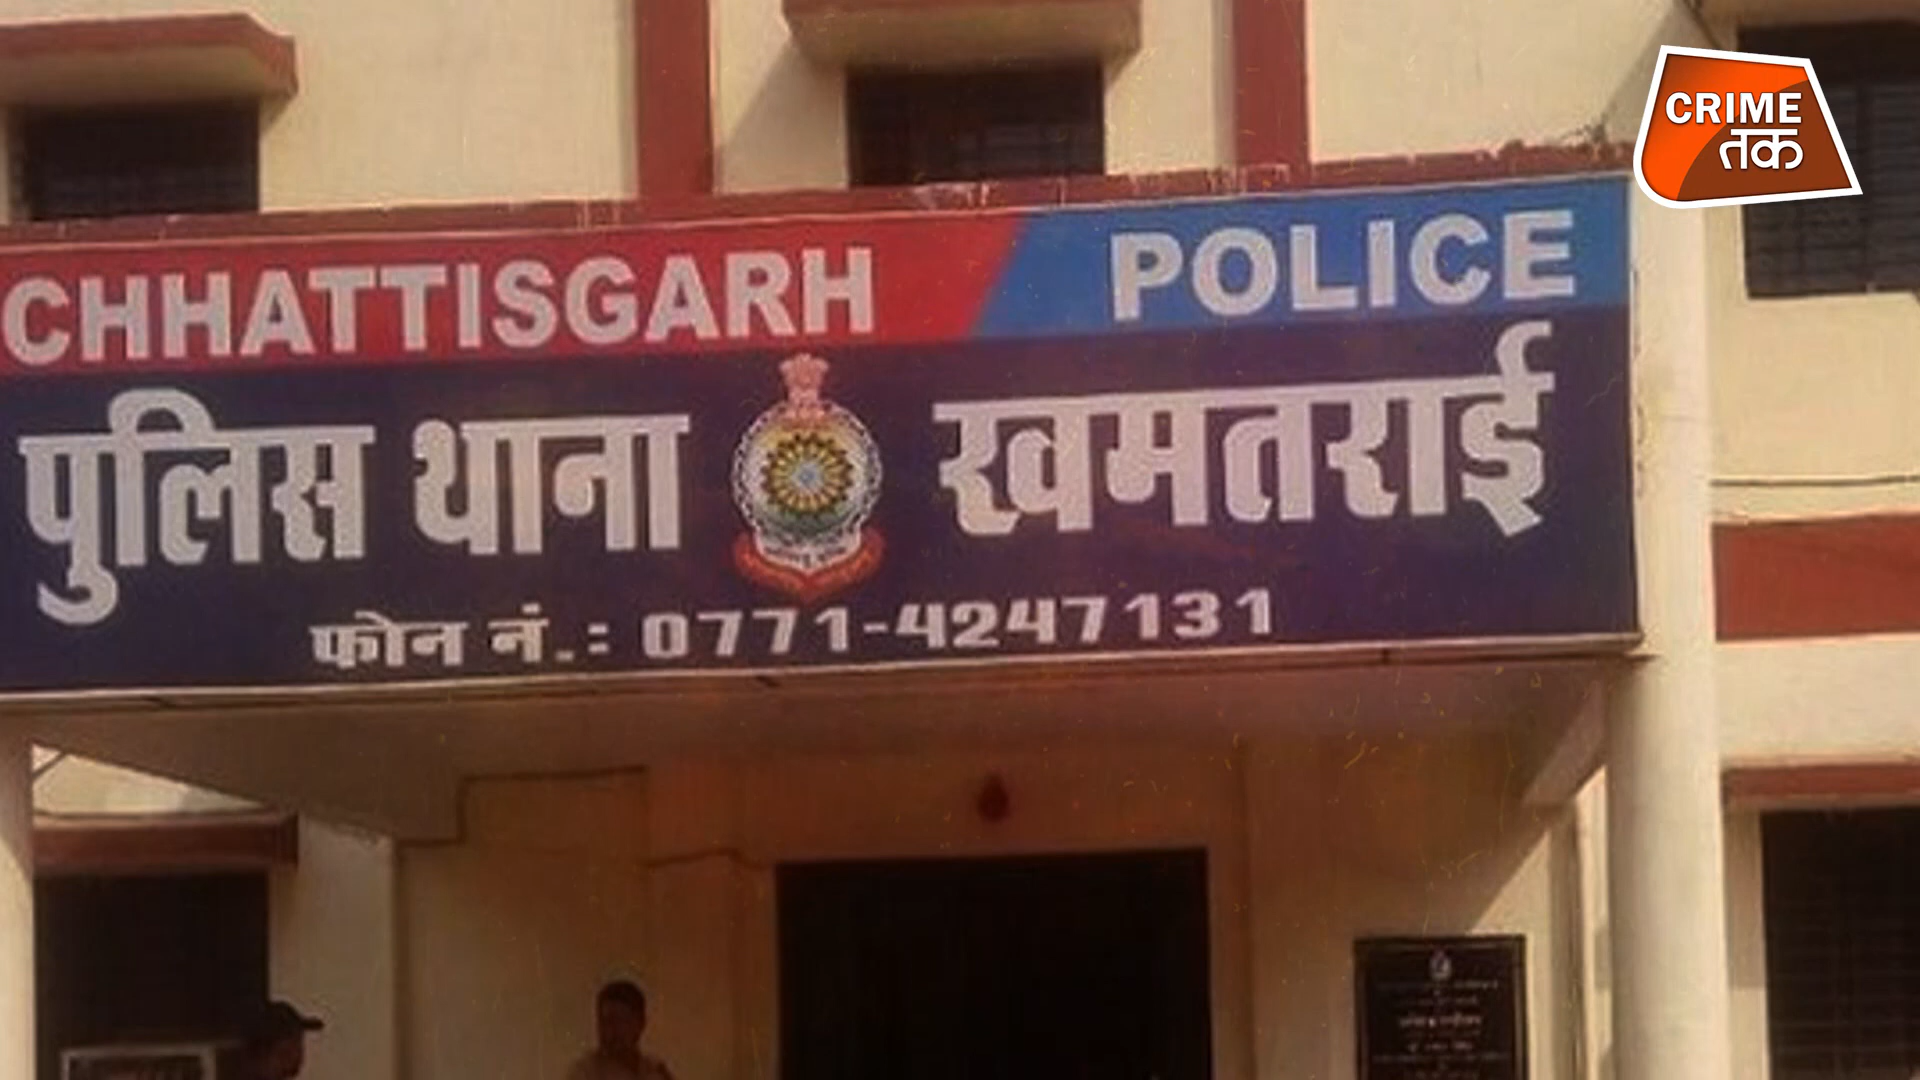 CRIME
तक
CHHATTISGARH POLICE
पुलिस थाना खमतराई
फोन नं.: 0771-4247131